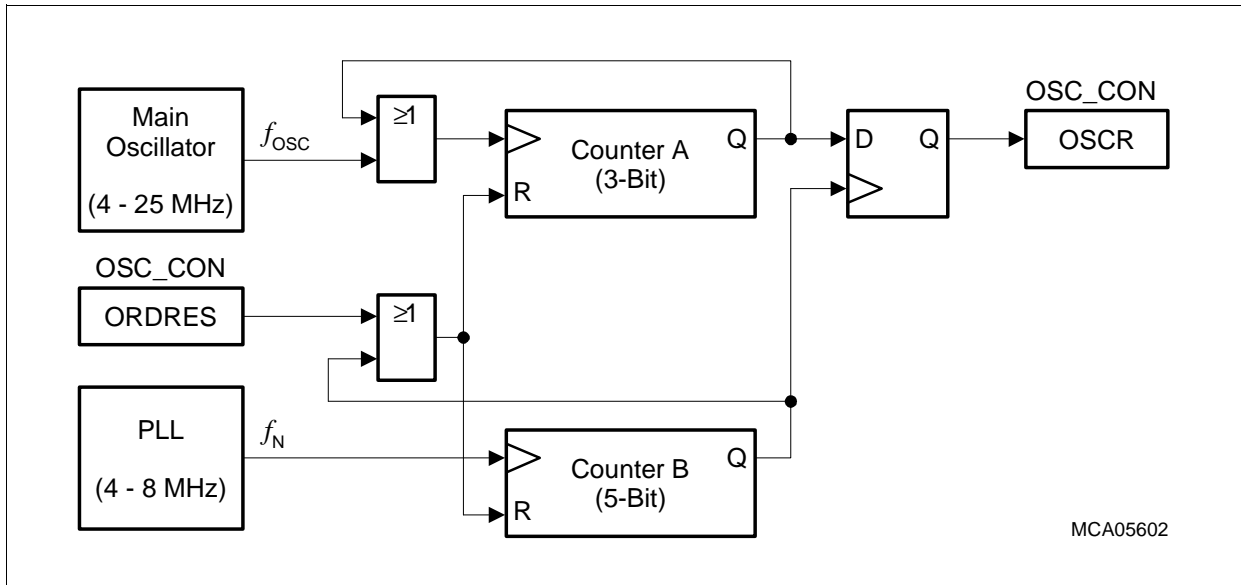 Main
Oscillator
(4 - 25 MHz)
fOSC
≥1
Counter A
(3-Bit)
Q
R
D
Q
OSC_CON
OSCR
OSC_CON
ORDRES
≥1
PLL
(4 - 8 MHz)
fN
Counter B
(5-Bit)
Q
R
MCA05602